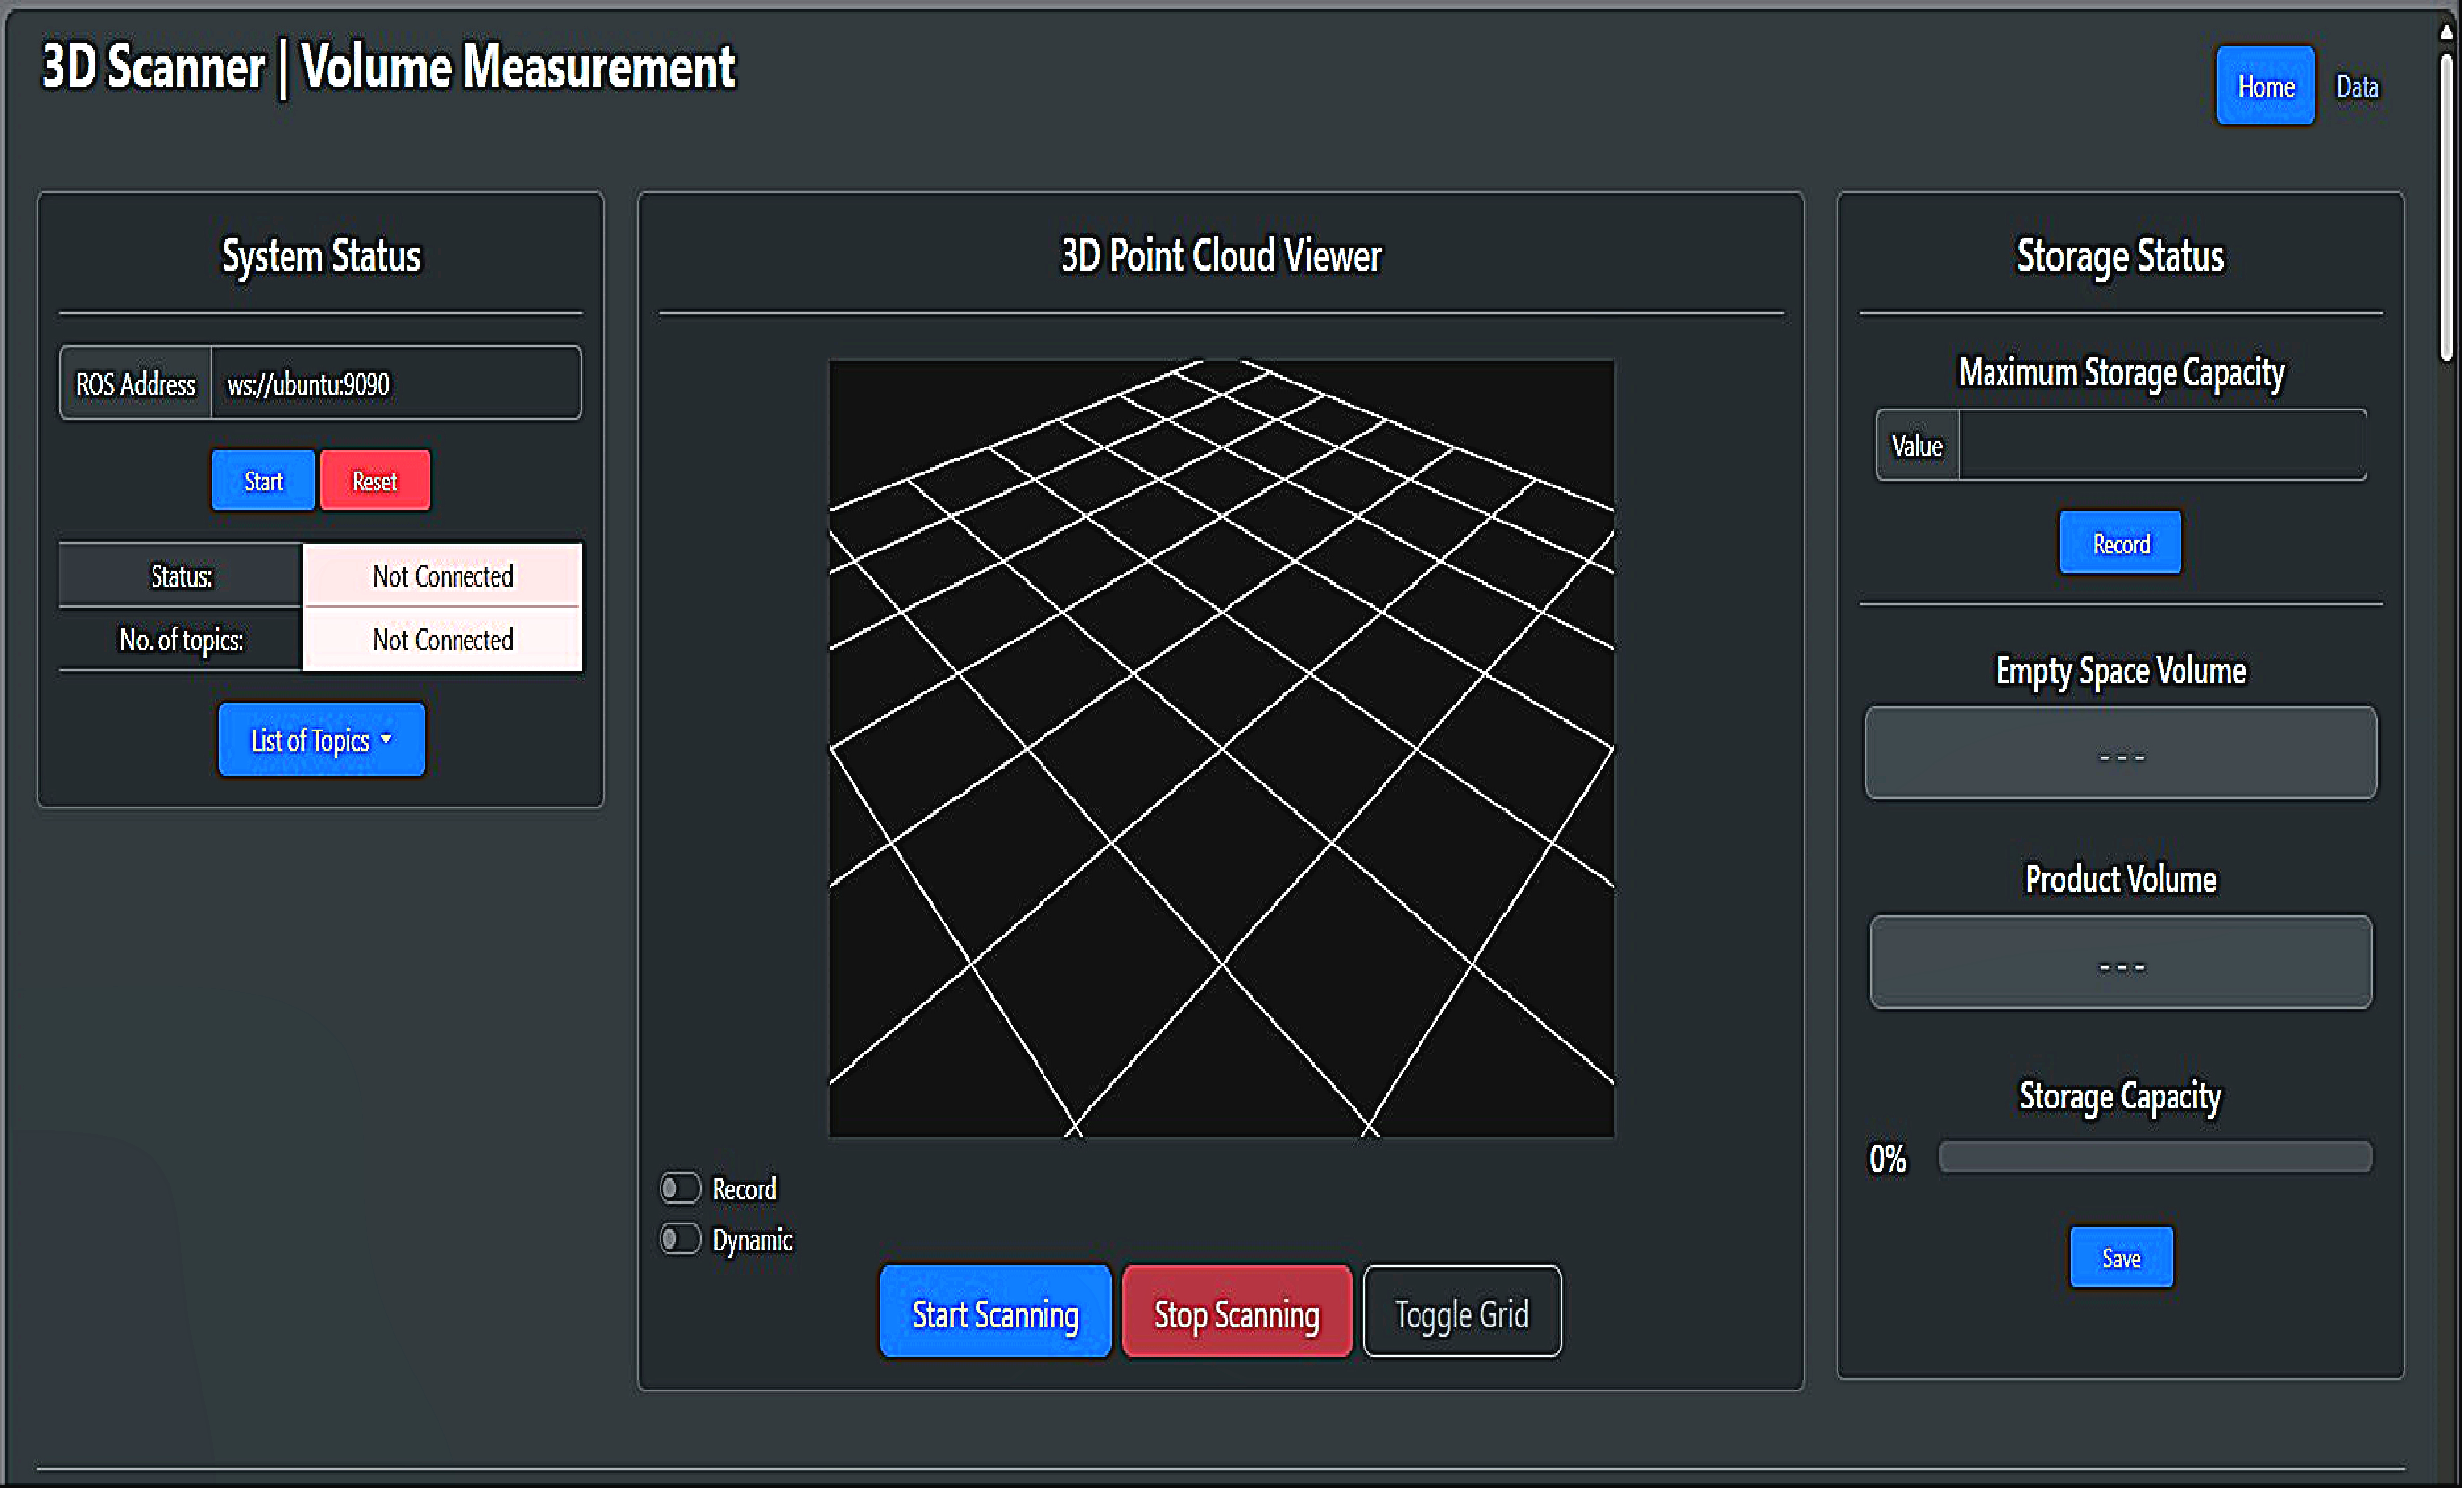 3D Scanner | Volume Measurement
Home
Data
System Status
ROS Address
ws://ubuntu:9090
Start
Reset
Status:
Not Connected
No. of topics:
Not Connected
List of Topics
3D Point Cloud Viewer
Record
Dynamic
Start Scanning
Stop Scanning
Toggle Grid
Storage Status
Maximum Storage Capacity
Value
Record
Empty Space Volume
---
Product Volume
---
Storage Capacity
0%
Save